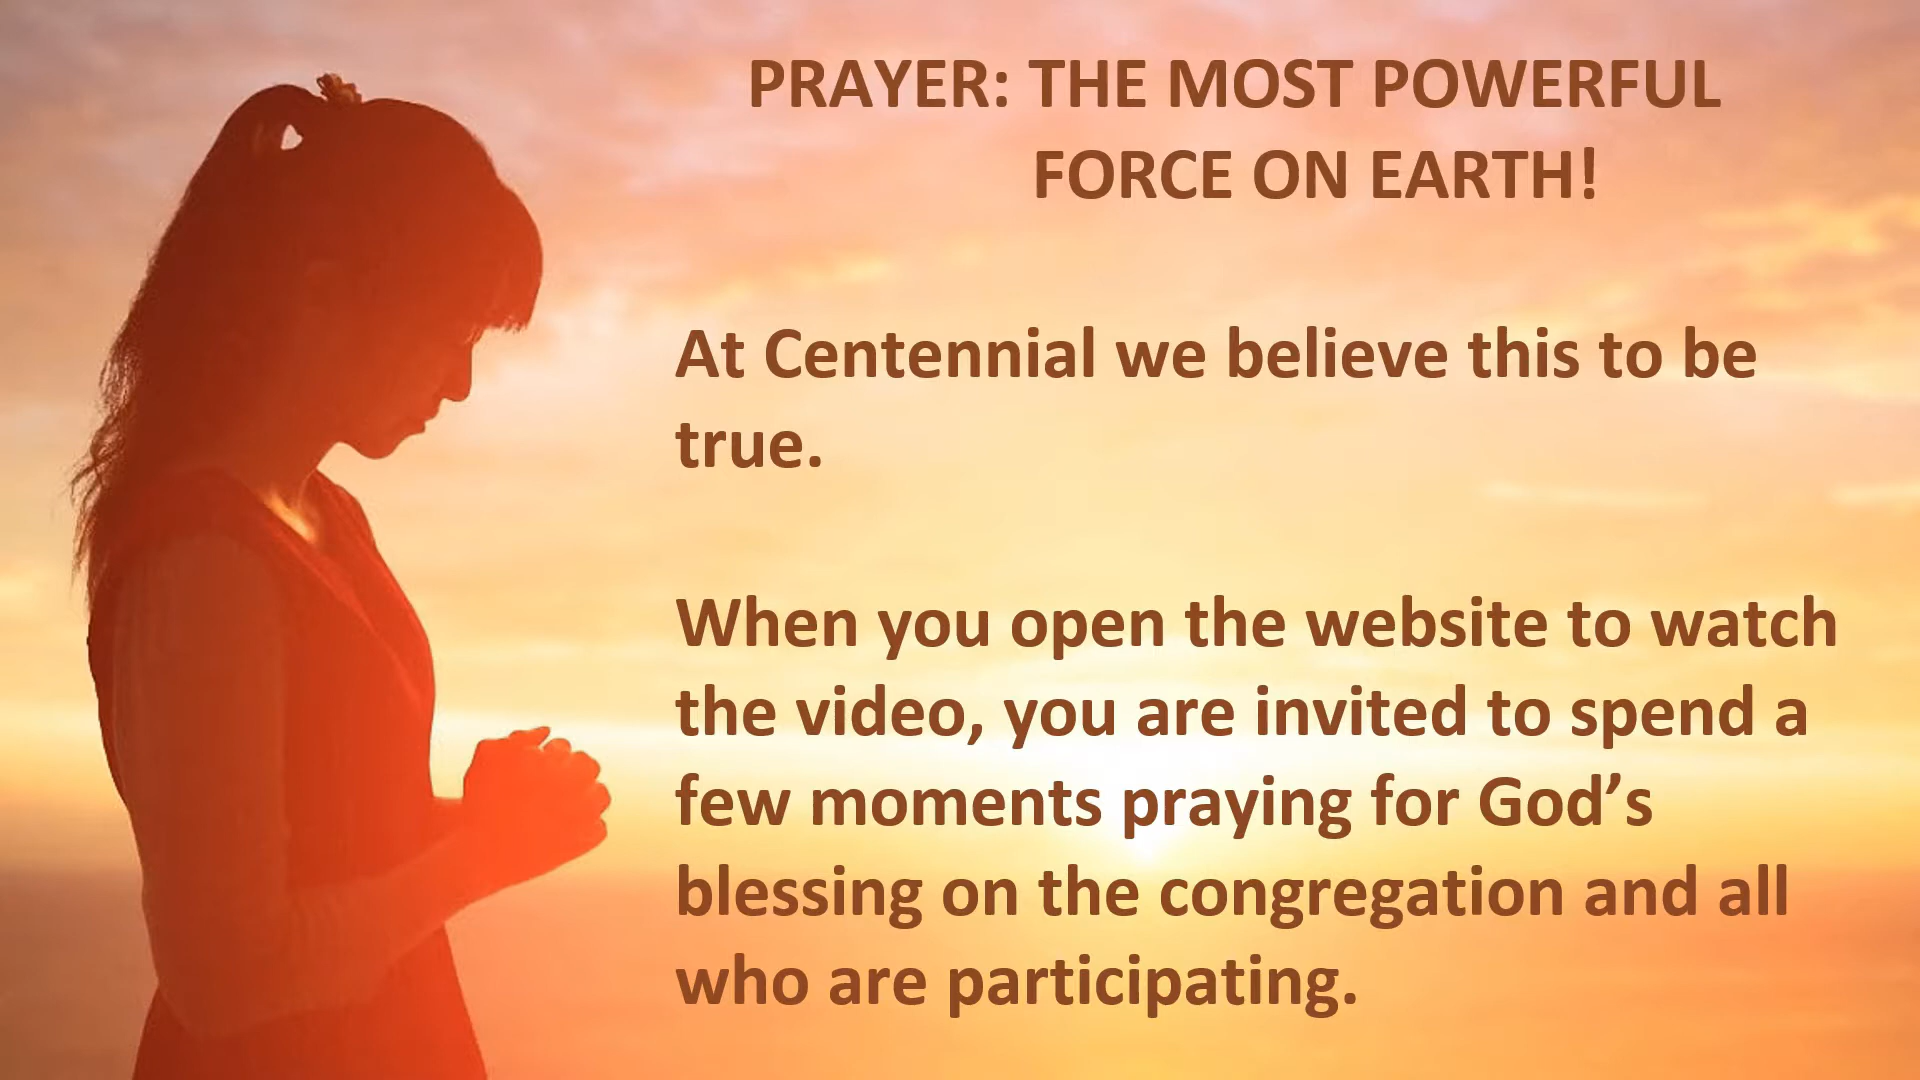 PRAYER: THE MOST POWERFUL
FORCE ON EARTH!
At Centennial we believe this to be
true.
When you open the website to watch
the video, you are invited to spend a
few moments praying for God’s
blessing on the congregation and all
who are participating.